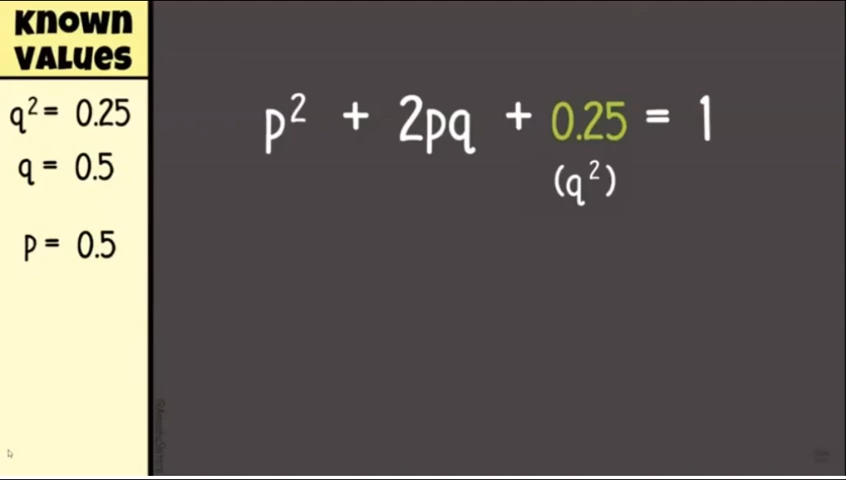 Known
Values
q² = 0.25
q = 0.5
p = 0.5
p² + 2pq + 0.25 = 1
(q²)